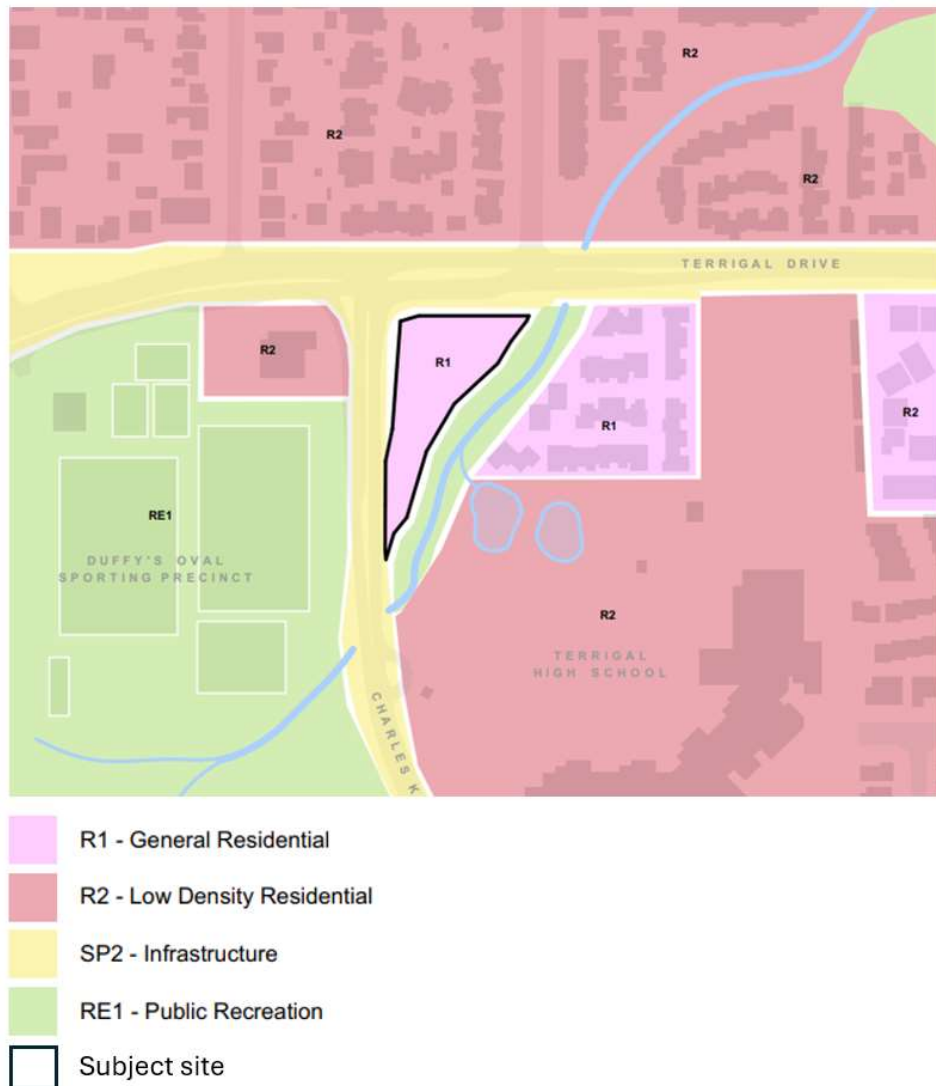 R2
R2
R2
TERRIGAL DRIVE
R2
R1
R2
R1
RE1
DUFFY'S OVAL
SPORTING PRECINCT
R2
TERRIGAL
HIGH SCHOOL
CHARLES K
R1 - General Residential
R2 - Low Density Residential
SP2 - Infrastructure
RE1 - Public Recreation
Subject site